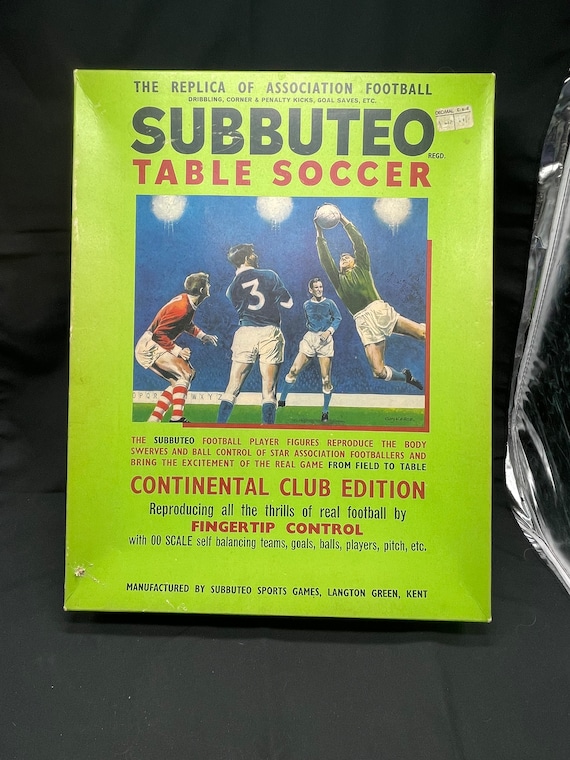 THE REPLICA OF ASSOCIATION FOOTBALL
DRIBBLING, CORNER & PENALTY KICKS, GOAL SAVES, ETC.
SUBBUTEO
REGD.
TABLE SOCCER
3
THE SUBBUTEO FOOTBALL PLAYER FIGURES REPRODUCE THE BODY
SWERVES AND BALL CONTROL OF STAR ASSOCIATION FOOTBALLERS AND
BRING THE EXCITEMENT OF THE REAL GAME FROM FIELD TO TABLE
CONTINENTAL CLUB EDITION
Reproducing all the thrills of real football by
FINGERTIP CONTROL
with OO SCALE self balancing teams, goals, balls, players, pitch, etc.
MANUFACTURED BY SUBBUTEO SPORTS GAMES, LANGTON GREEN, KENT